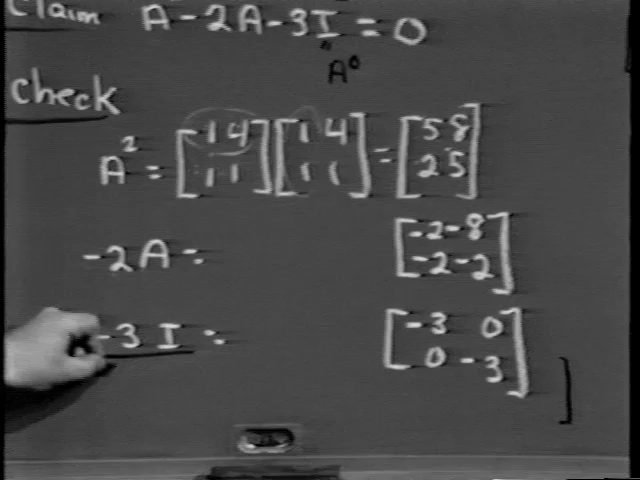 Claim A - 2A - 3I = 0
A⁰
Check
A² = [1 4; 1 1] [1 4; 1 1] = [5 8; 2 5]
-2A = [-2 -8; -2 -2]
-3I = [-3 0; 0 -3]